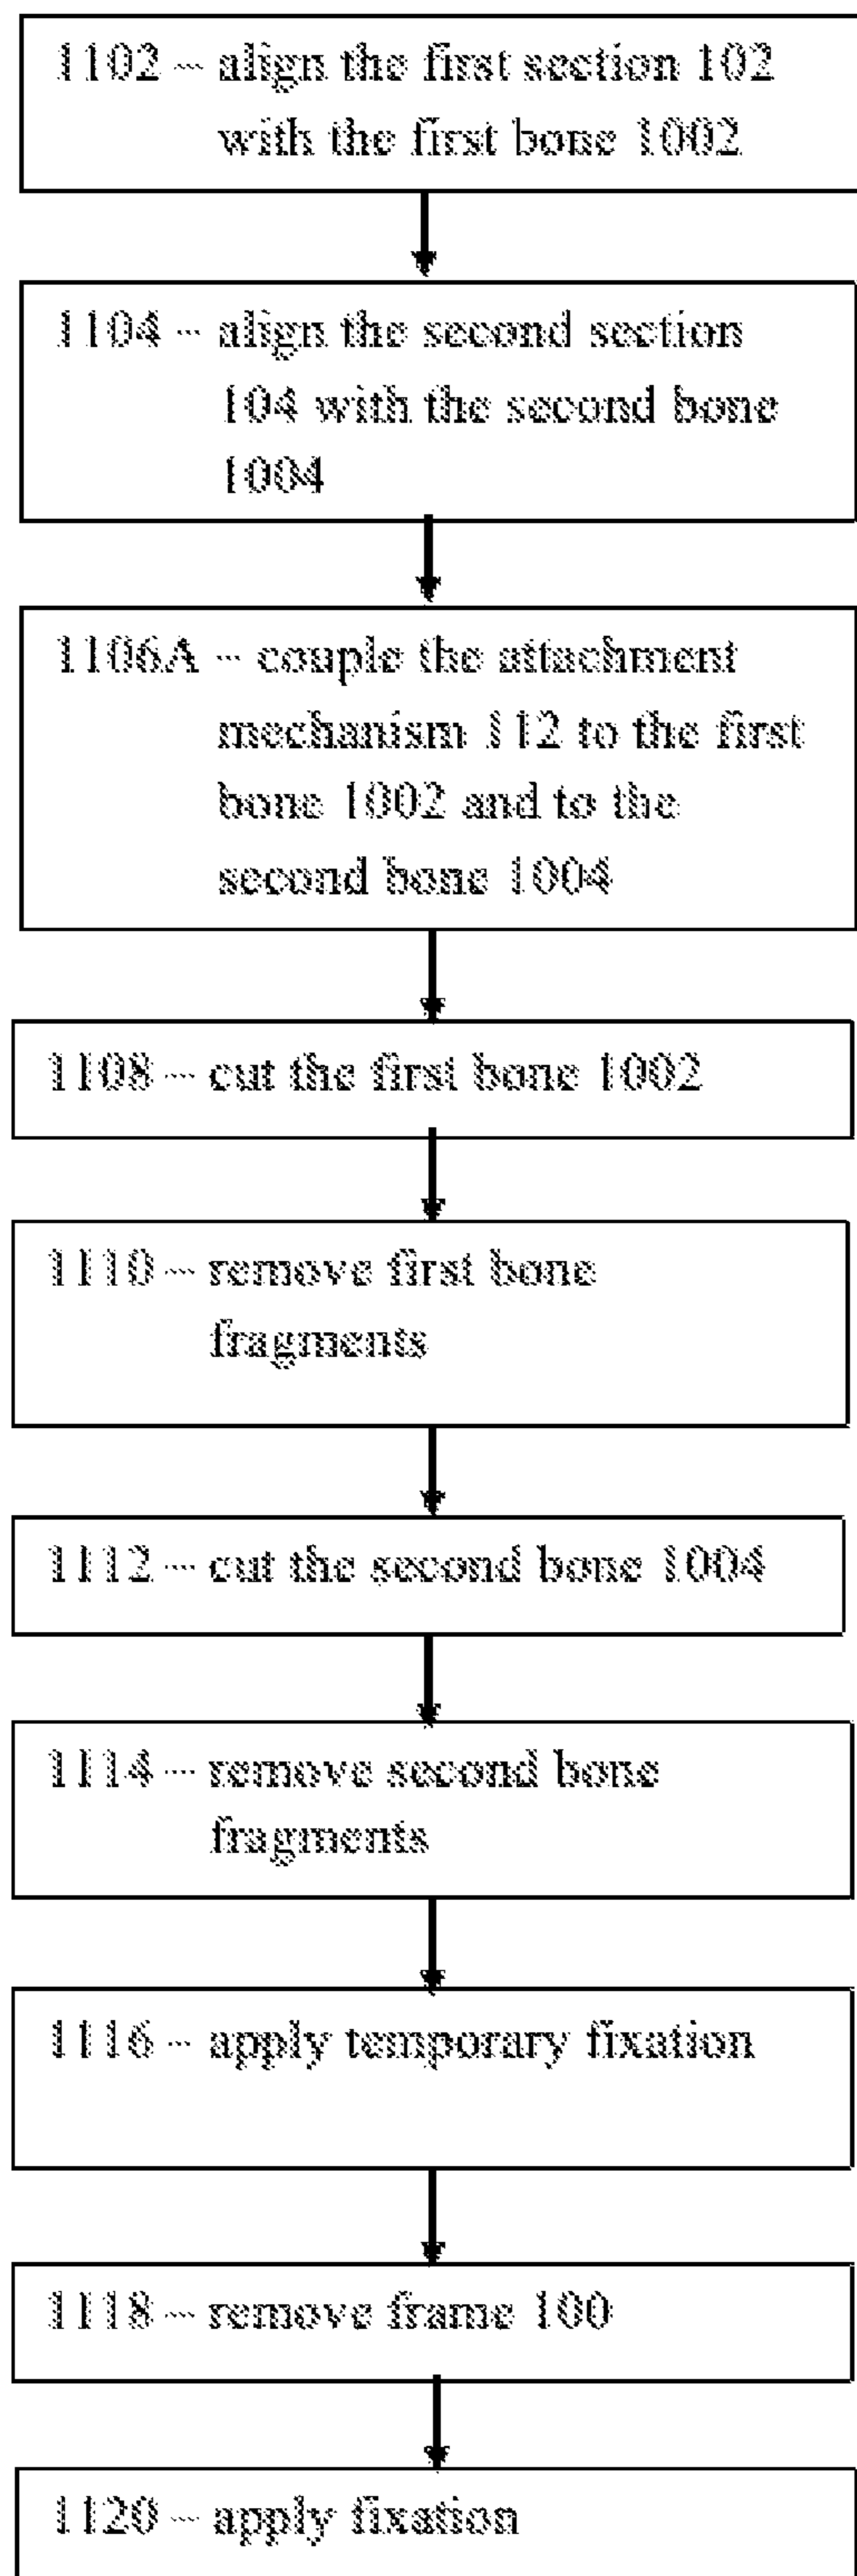 1102 -- align the first section 102
with the first bone 1002
1104 -- align the second section
104 with the second bone
1004
1106A -- couple the attachment
mechanism 112 to the first
bone 1002 and to the
second bone 1004
1108 -- cut the first bone 1002
1110 -- remove first bone
fragments
1112 -- cut the second bone 1004
1114 -- remove second bone
fragments
1116 -- apply temporary fixation
1118 -- remove frame 100
1120 -- apply fixation